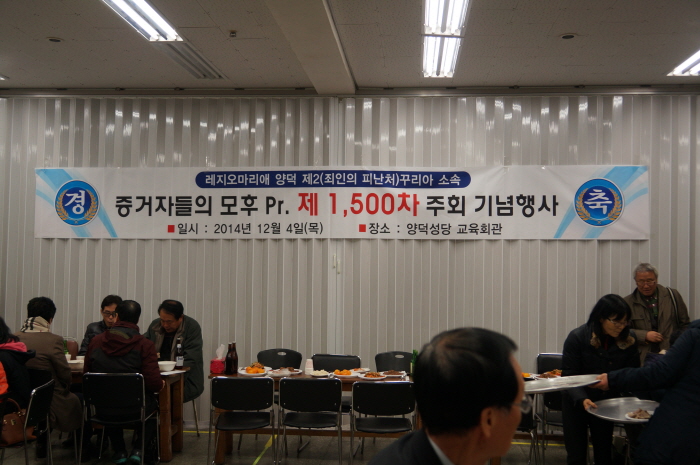 레지오마리애 양덕 제2(죄인의 피난처)꾸리아 소속
경 증거자들의 모후 Pr. 제 1,500차 주회 기념행사 축
■일시 : 2014년 12월 4일(목) ■장소 : 양덕성당 교육회관